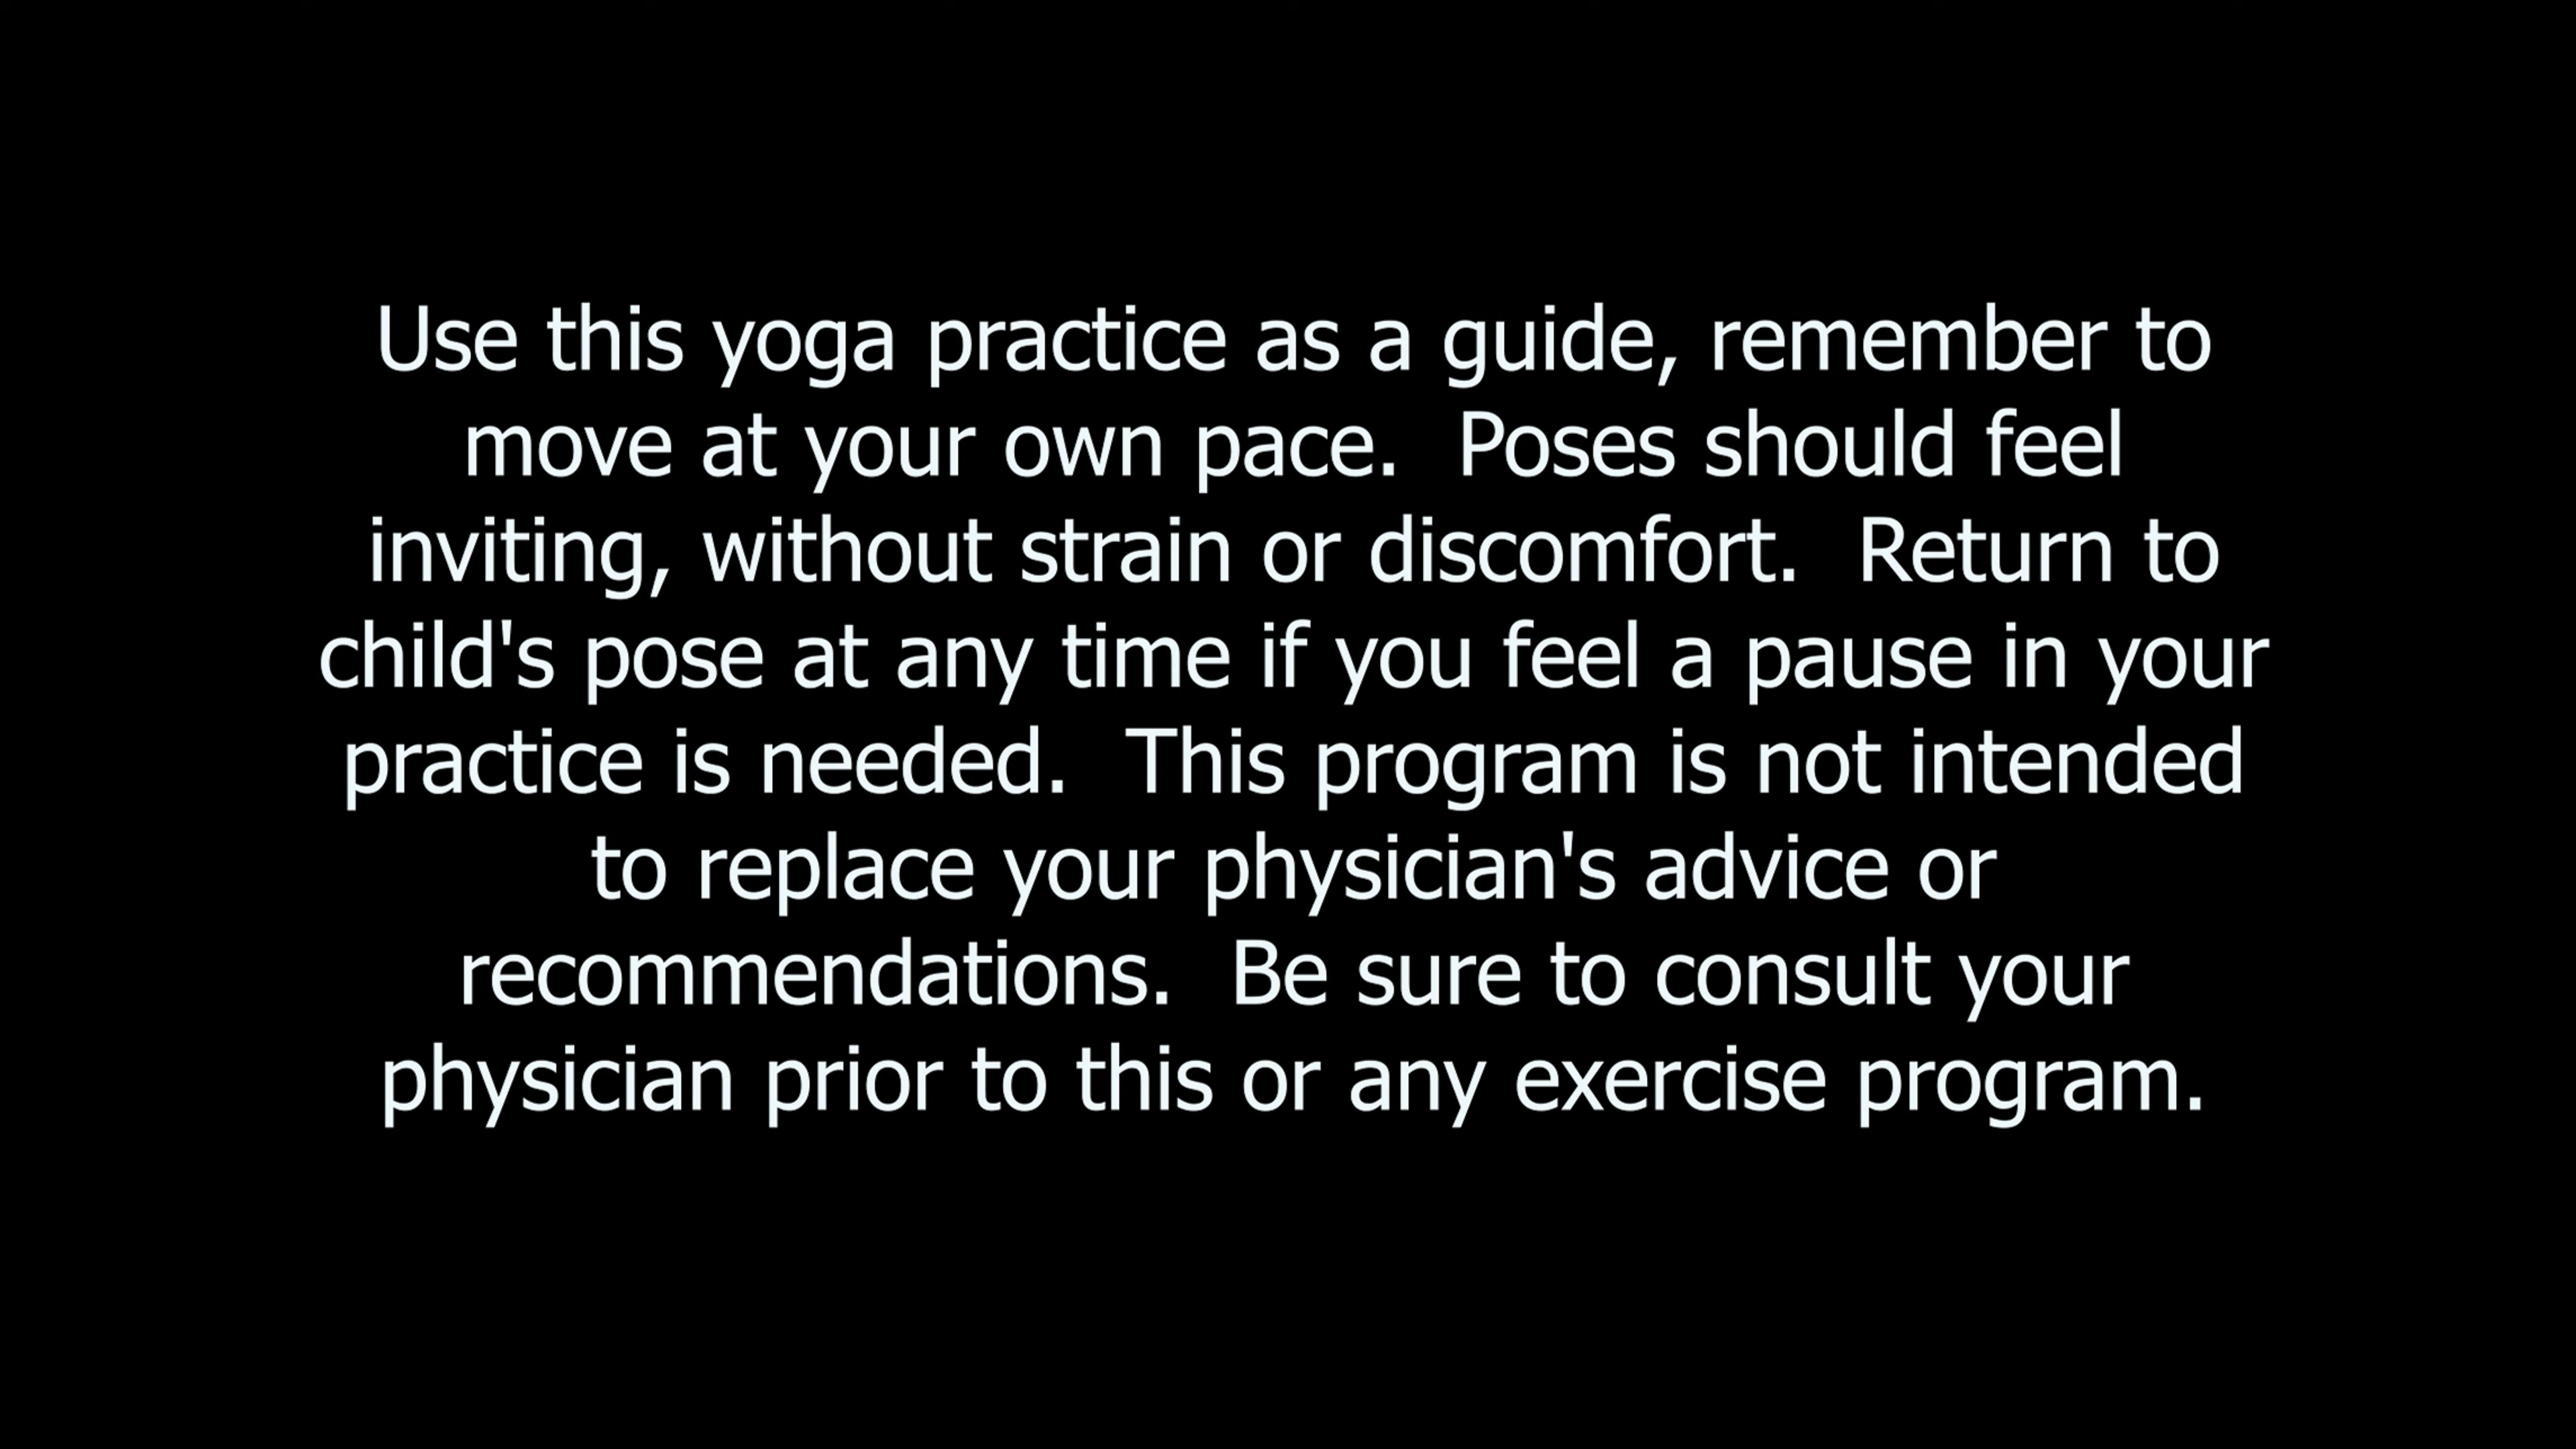 Use this yoga practice as a guide, remember to
move at your own pace.  Poses should feel
inviting, without strain or discomfort.  Return to
child's pose at any time if you feel a pause in your
practice is needed.  This program is not intended
to replace your physician's advice or
recommendations.  Be sure to consult your
physician prior to this or any exercise program.